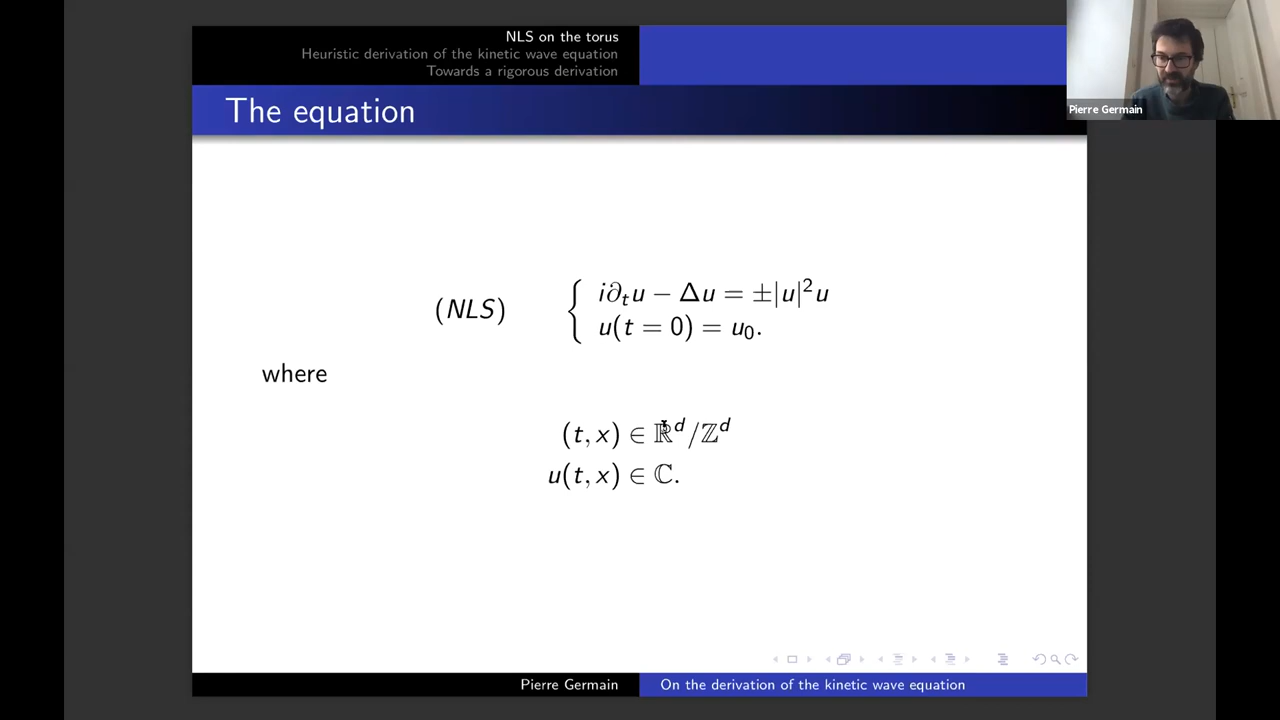 NLS on the torus
Heuristic derivation of the kinetic wave equation
Towards a rigorous derivation
Pierre Germain
The equation
(NLS) { i∂ₜu − Δu = ±|u|²u
u(t = 0) = u₀.
where
(t, x) ∈ ℝᵈ/ℤᵈ
u(t, x) ∈ ℂ.
Pierre Germain
On the derivation of the kinetic wave equation